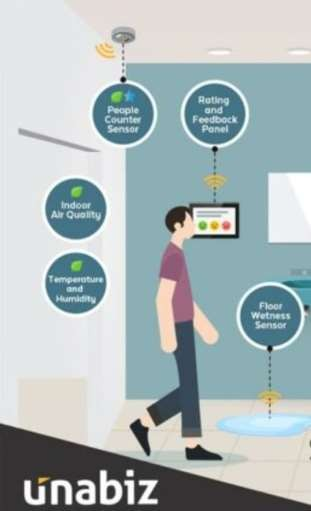 People
Counter
Sensor
Rating
and
Feedback
Panel
Indoor
Air Quality
Temperature
and
Humidity
Floor
Wetness
Sensor
unabiz